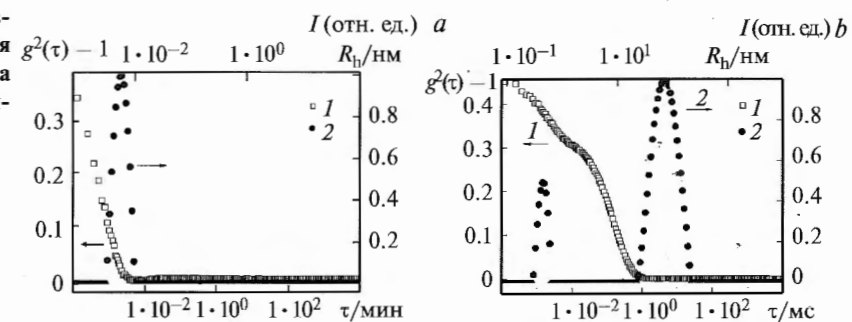 я
а
I (отн. ед.) a
g²(τ) – 1 1·10⁻² 1·10⁰ R_h/нм
0.3
0.2
0.1
0
1
2
0.8
0.6
0.4
0.2
1·10⁻² 1·10⁰ 1·10² τ/мин
I (отн. ед.) b
1·10⁻¹ 1·10¹ R_h/нм
g²(τ) – 1
0.4
0.3
0.2
0.1
0
1
2
1
2
0.8
0.6
0.4
0.2
0
1·10⁻² 1·10⁰ 1·10² τ/мс